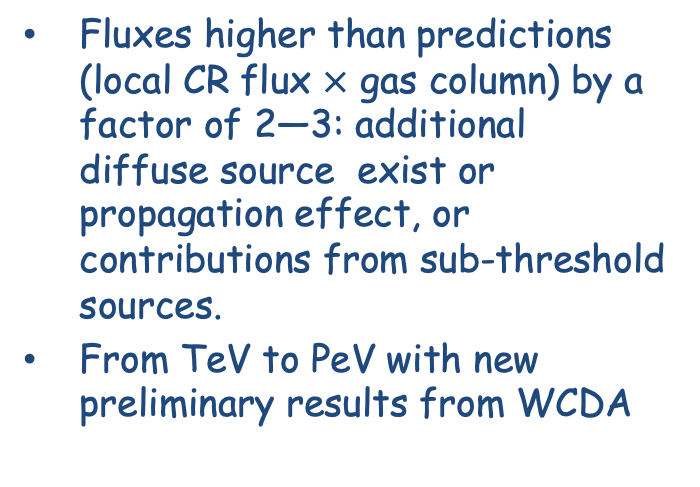 • Fluxes higher than predictions
(local CR flux × gas column) by a
factor of 2—3: additional
diffuse source  exist or
propagation effect, or
contributions from sub-threshold
sources.
• From TeV to PeV with new
preliminary results from WCDA